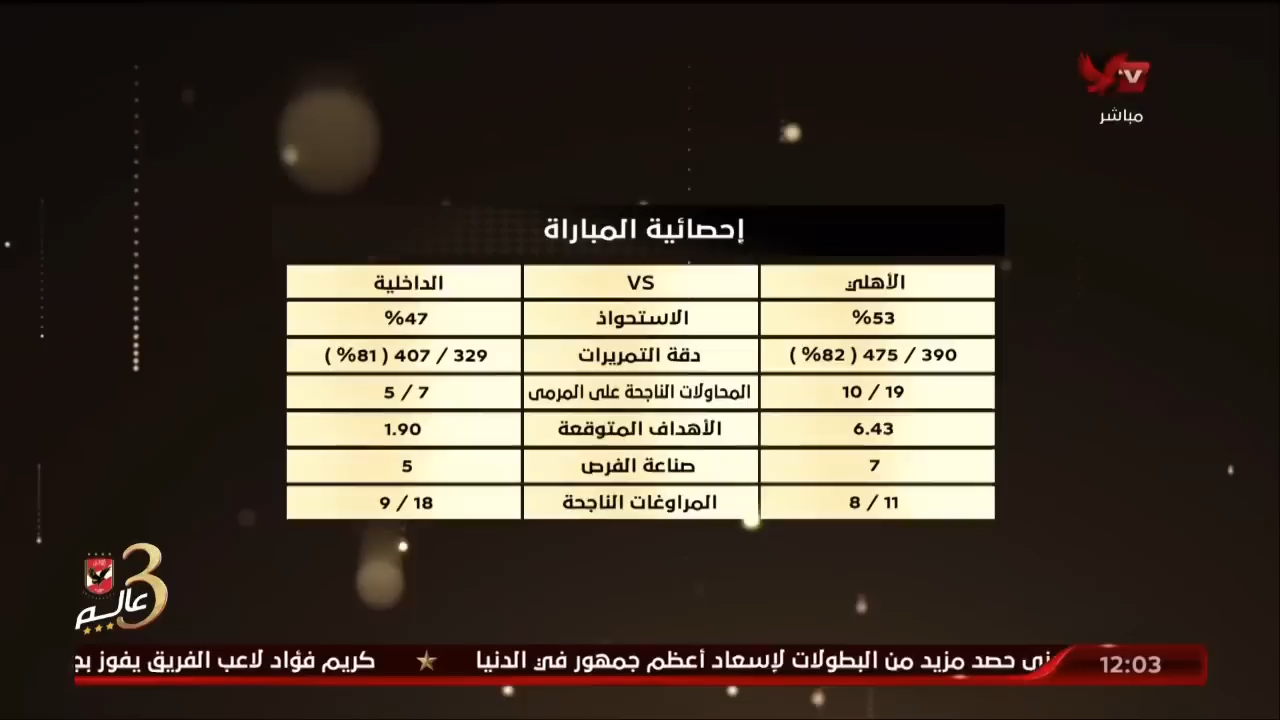 مباشر
إحصائية المباراة
الأهلي VS الداخلية
%53 الاستحواذ %47
390 / 475 ( %82 ) دقة التمريرات 329 / 407 ( %81 )
10 / 19 المحاولات الناجحة على المرمى 5 / 7
6.43 الأهداف المتوقعة 1.90
7 صناعة الفرص 5
8 / 11 المراوغات الناجحة 9 / 18
3 عالم
12:03
حصد مزيد من البطولات لإسعاد أعظم جمهور في الدنيا ★ كريم فؤاد لاعب الفريق يفوز